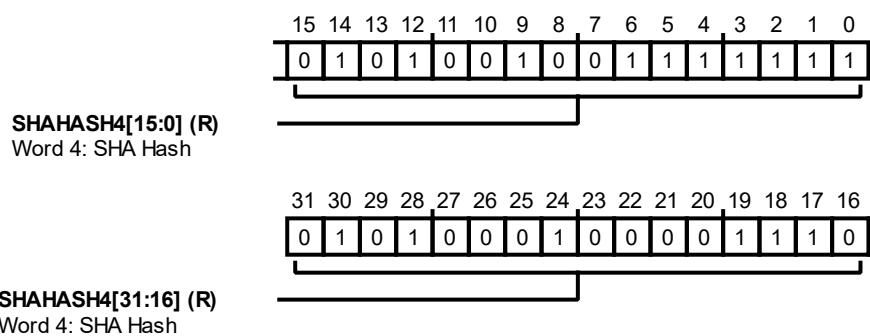 15 14 13 12 11 10 9 8 7 6 5 4 3 2 1 0
0 1 0 1 0 0 1 0 0 1 1 1 1 1 1 1
SHAHASH4[15:0] (R)
Word 4: SHA Hash
31 30 29 28 27 26 25 24 23 22 21 20 19 18 17 16
0 1 0 1 0 0 0 1 0 0 0 0 1 1 1 0
SHAHASH4[31:16] (R)
Word 4: SHA Hash